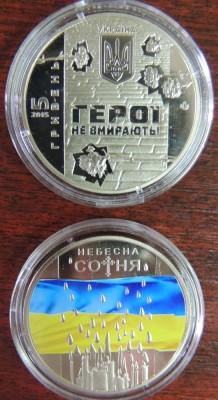 УКРАЇНА
5
ГРИВЕНЬ
2015
ГЕРОЇ
НЕ ВМИРАЮТЬ!
НЕБЕСНА
СОТНЯ